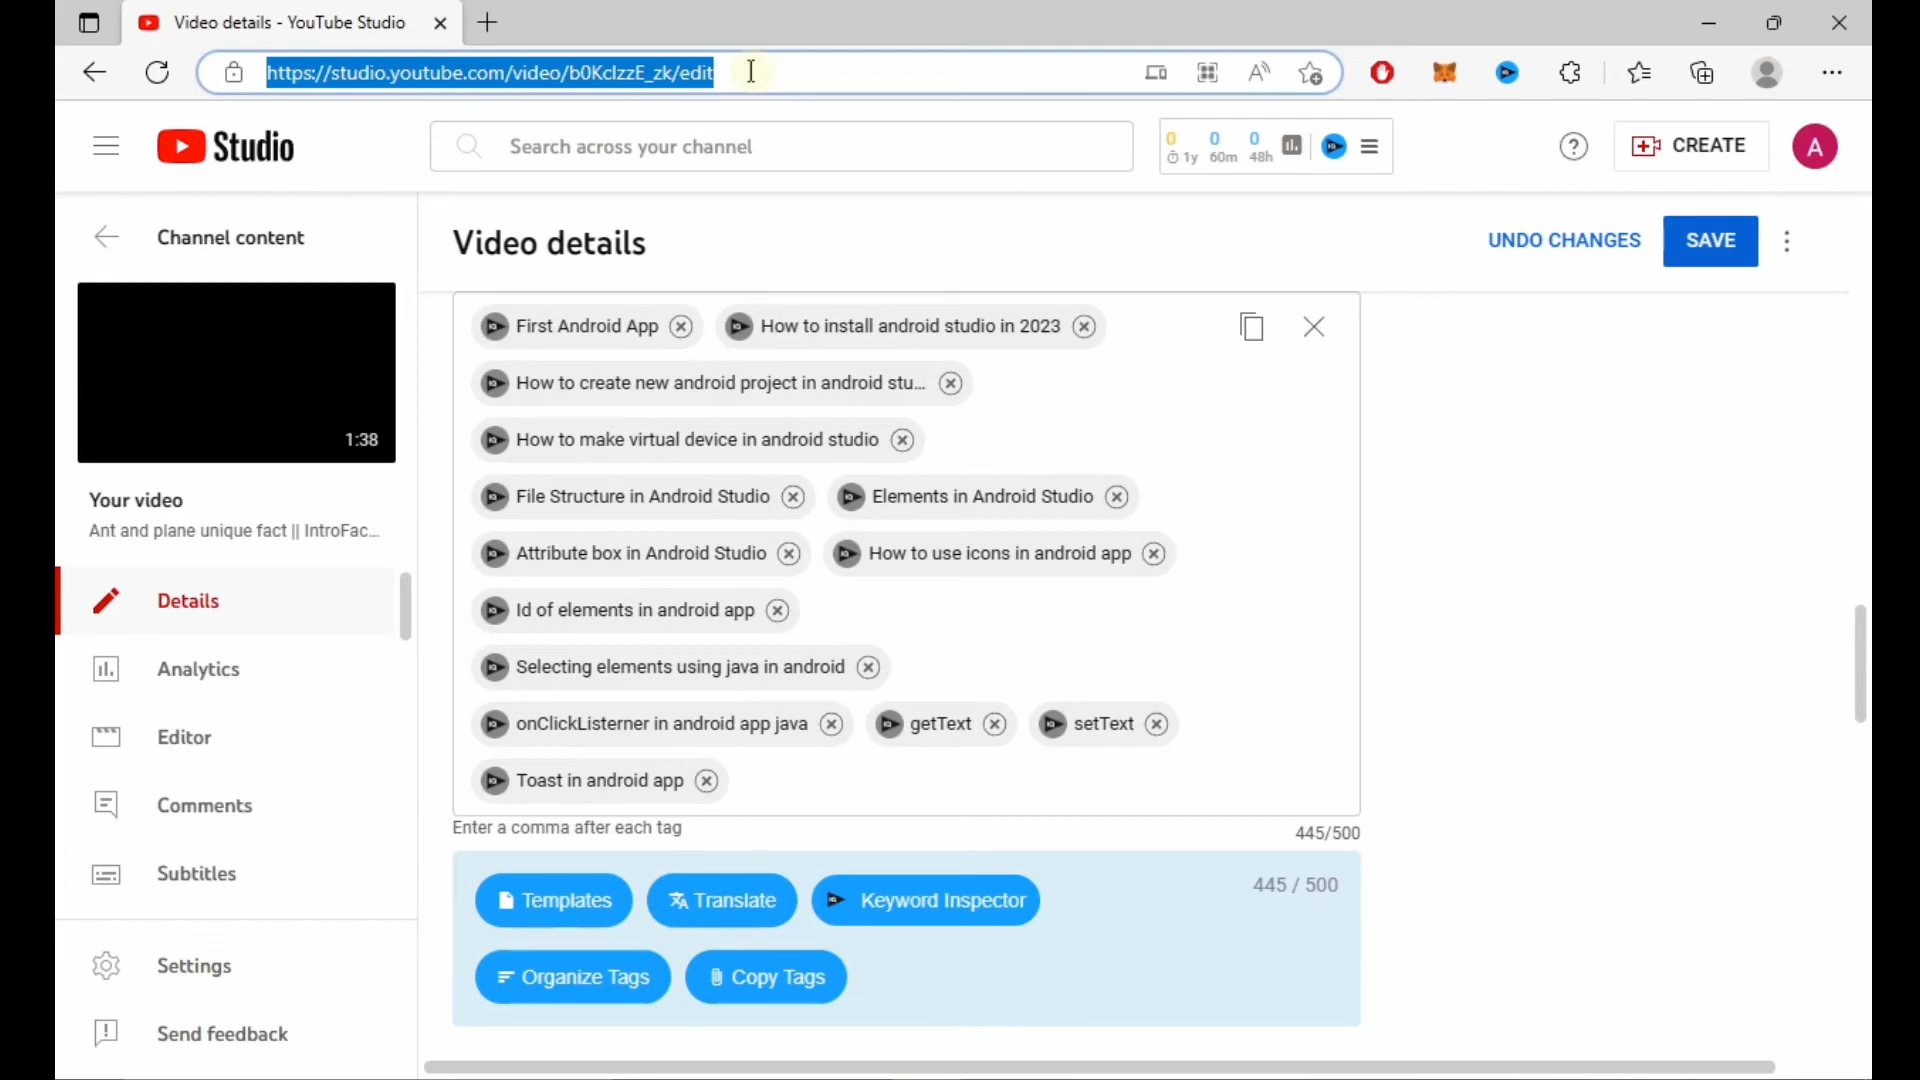 Video details - YouTube Studio
https://studio.youtube.com/video/b0KclzzE_zk/edit
Studio
Search across your channel
0 0 0
1y 60m 48h
CREATE
A
Channel content
Video details
UNDO CHANGES
SAVE
1:38
Your video
Ant and plane unique fact || IntroFac...
Details
Analytics
Editor
Comments
Subtitles
Settings
Send feedback
First Android App
How to install android studio in 2023
How to create new android project in android stu...
How to make virtual device in android studio
File Structure in Android Studio
Elements in Android Studio
Attribute box in Android Studio
How to use icons in android app
Id of elements in android app
Selecting elements using java in android
onClickListerner in android app java
getText
setText
Toast in android app
Enter a comma after each tag
445/500
Templates
Translate
Keyword Inspector
445 / 500
Organize Tags
Copy Tags